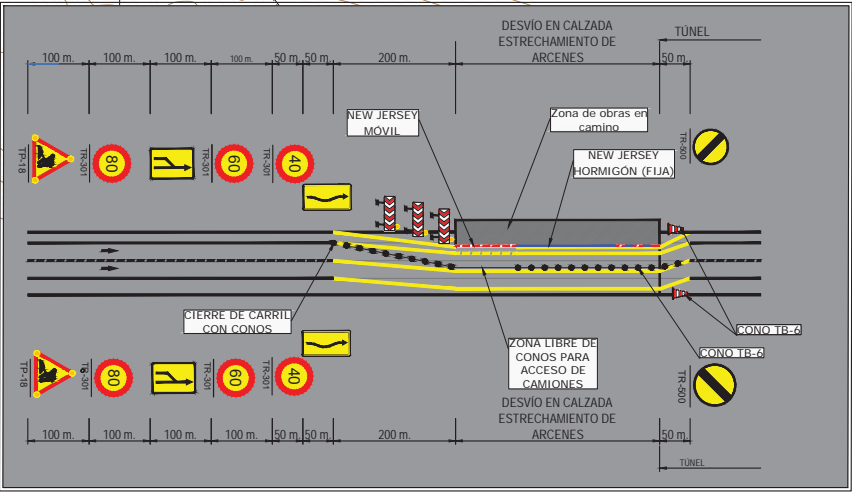 DESVÍO EN CALZADA
ESTRECHAMIENTO DE
ARCENES
TÚNEL
100 m.
100 m.
100 m.
100 m.
50 m.
50 m.
200 m.
50 m.
NEW JERSEY
MÓVIL
Zona de obras en
camino
NEW JERSEY
HORMIGÓN (FIJA)
TP-18
TR-301
80
TR-301
60
TR-301
40
TR-500
CIERRE DE CARRIL
CON CONOS
ZONA LIBRE DE
CONOS PARA
ACCESO DE
CAMIONES
CONO TB-6
CONO TB-6
TP-18
TR-301
80
TR-301
60
TR-301
40
TR-500
DESVÍO EN CALZADA
ESTRECHAMIENTO DE
ARCENES
100 m.
100 m.
100 m.
100 m.
50 m.
50 m.
200 m.
50 m.
TÚNEL